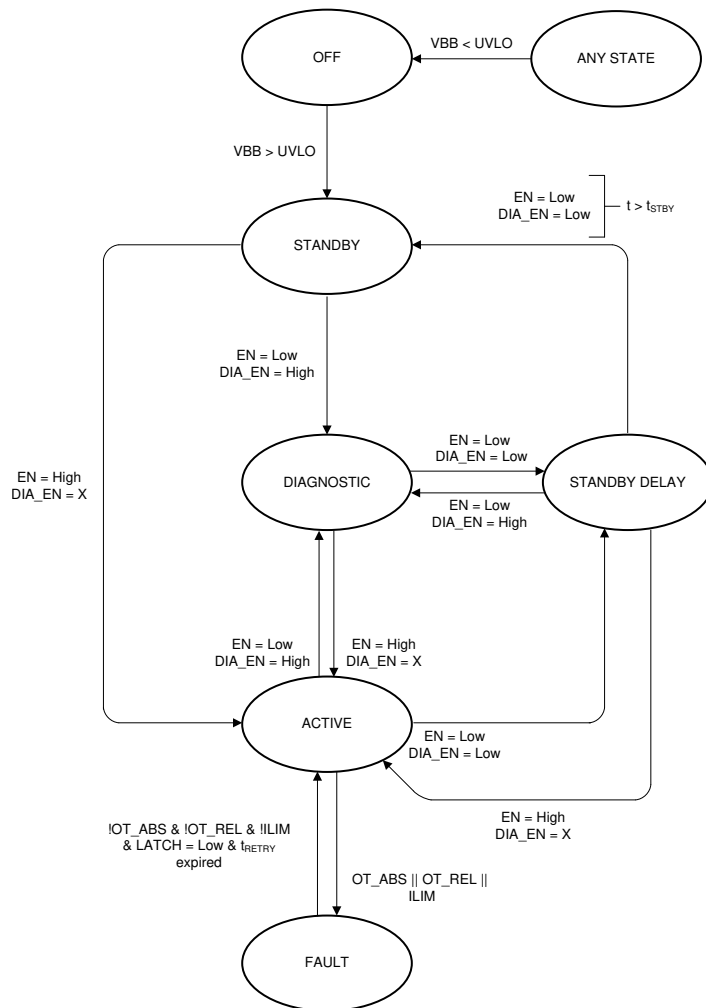 OFF
VBB < UVLO
ANY STATE
VBB > UVLO
EN = Low
DIA_EN = Low
t > tSTBY
STANDBY
EN = Low
DIA_EN = High
EN = Low
DIA_EN = Low
EN = High
DIA_EN = X
DIAGNOSTIC
STANDBY DELAY
EN = Low
DIA_EN = High
EN = Low
DIA_EN = High
EN = High
DIA_EN = X
ACTIVE
EN = Low
DIA_EN = Low
EN = High
DIA_EN = X
!OT_ABS & !OT_REL & !ILIM
& LATCH = Low & tRETRY
expired
OT_ABS || OT_REL ||
ILIM
FAULT